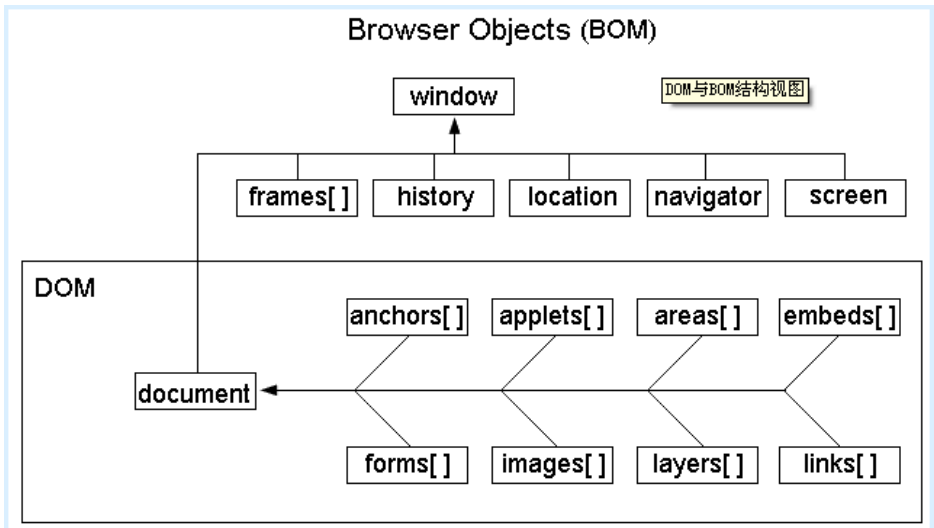 Browser Objects (BOM)
window
DOM与BOM结构视图
frames[ ]
history
location
navigator
screen
DOM
anchors[ ]
applets[ ]
areas[ ]
embeds[ ]
document
forms[ ]
images[ ]
layers[ ]
links[ ]